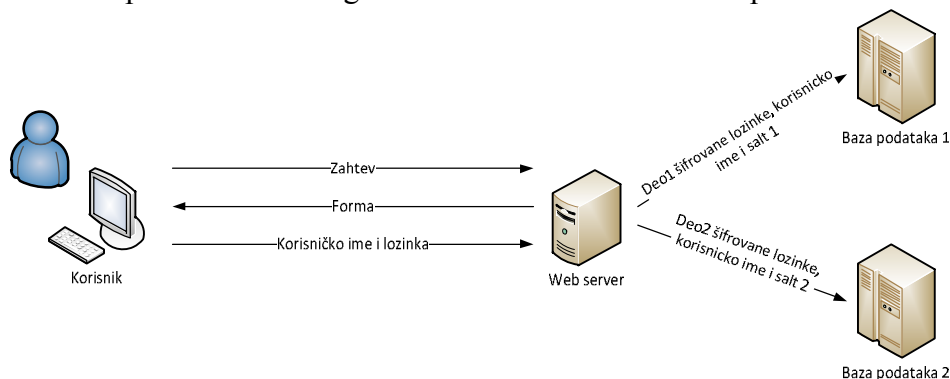 Zahtev
Forma
Korisničko ime i lozinka
Korisnik
Web server
Deo1 šifrovane lozinke, korisnicko
ime i salt 1
Baza podataka 1
Deo2 šifrovane lozinke,
korisnicko ime i salt 2
Baza podataka 2